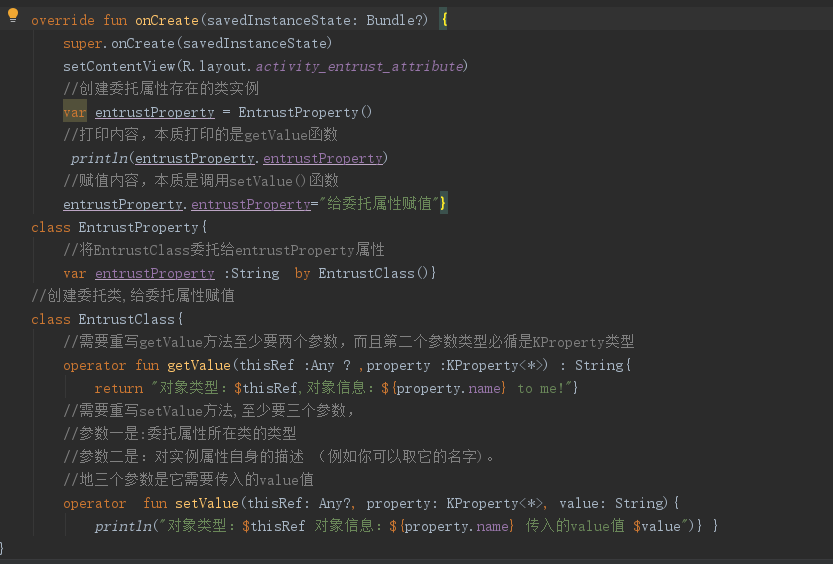 override fun onCreate(savedInstanceState: Bundle?) {
super.onCreate(savedInstanceState)
setContentView(R.layout.activity_entrust_attribute)
//创建委托属性存在的类实例
var entrustProperty = EntrustProperty()
//打印内容，本质打印的是getValue函数
println(entrustProperty.entrustProperty)
//赋值内容，本质是调用setValue()函数
entrustProperty.entrustProperty="给委托属性赋值"}
class EntrustProperty{
//将EntrustClass委托给entrustProperty属性
var entrustProperty :String  by EntrustClass()}
//创建委托类,给委托属性赋值
class EntrustClass{
//需要重写getValue方法至少要两个参数，而且第二个参数类型必循是KProperty类型
operator fun getValue(thisRef :Any ? ,property :KProperty<*>) : String{
return "对象类型：$thisRef,对象信息：${property.name} to me!"}
//需要重写setValue方法,至少要三个参数，
//参数一是:委托属性所在类的类型
//参数二是：对实例属性自身的描述 （例如你可以取它的名字)。
//地三个参数是它需要传入的value值
operator  fun setValue(thisRef: Any?, property: KProperty<*>, value: String){
println("对象类型：$thisRef 对象信息：${property.name} 传入的value值 $value")} }
}